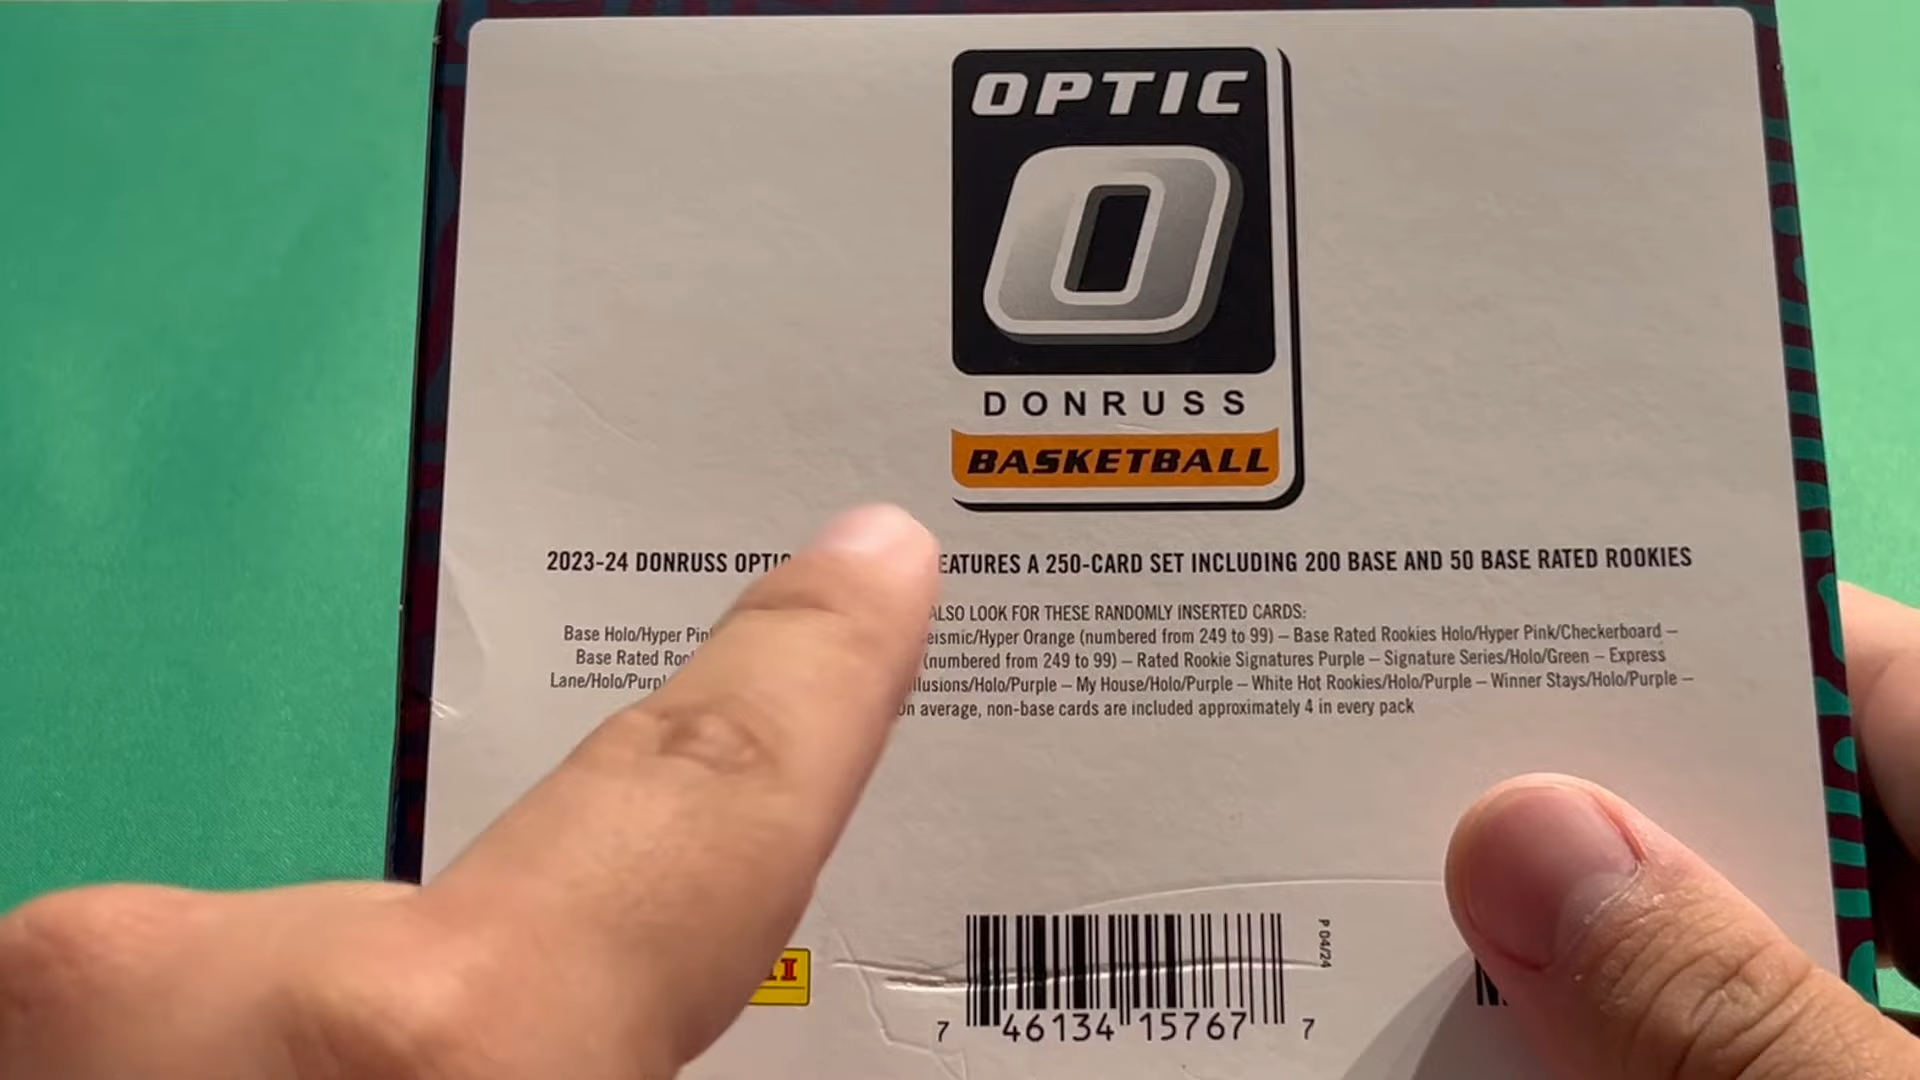 OPTIC
O
DONRUSS
BASKETBALL
2023-24 DONRUSS OPTIC EATURES A 250-CARD SET INCLUDING 200 BASE AND 50 BASE RATED ROOKIES
ALSO LOOK FOR THESE RANDOMLY INSERTED CARDS:
Base Holo/Hyper Pin eismic/Hyper Orange (numbered from 249 to 99) – Base Rated Rookies Holo/Hyper Pink/Checkerboard –
Base Rated Roo (numbered from 249 to 99) – Rated Rookie Signatures Purple – Signature Series/Holo/Green – Express
Lane/Holo/Purpl llusions/Holo/Purple – My House/Holo/Purple – White Hot Rookies/Holo/Purple – Winner Stays/Holo/Purple –
On average, non-base cards are included approximately 4 in every pack
P 04/24
7 46134 15767 7